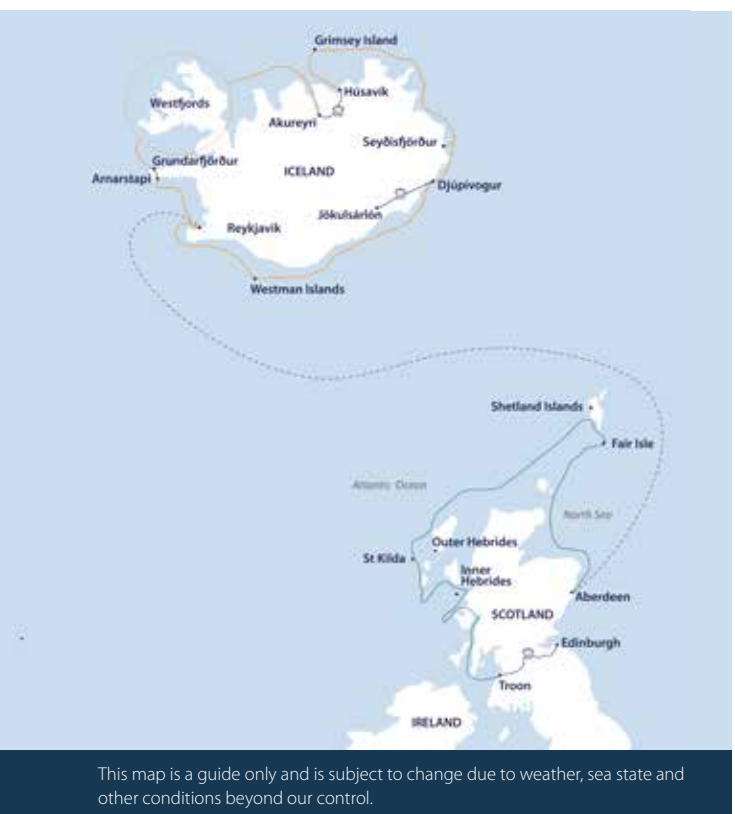 Grimsey Island
Westfjords
Húsavík
Akureyri
Seyðisfjörður
Grundarfjörður
ICELAND
Arnarstapi
Djúpivogur
Jökulsárlón
Reykjavik
Westman Islands
Shetland Islands
Fair Isle
Atlantic Ocean
North Sea
Outer Hebrides
St Kilda
Inner
Hebrides
Aberdeen
SCOTLAND
Edinburgh
Troon
IRELAND
This map is a guide only and is subject to change due to weather, sea state and
other conditions beyond our control.